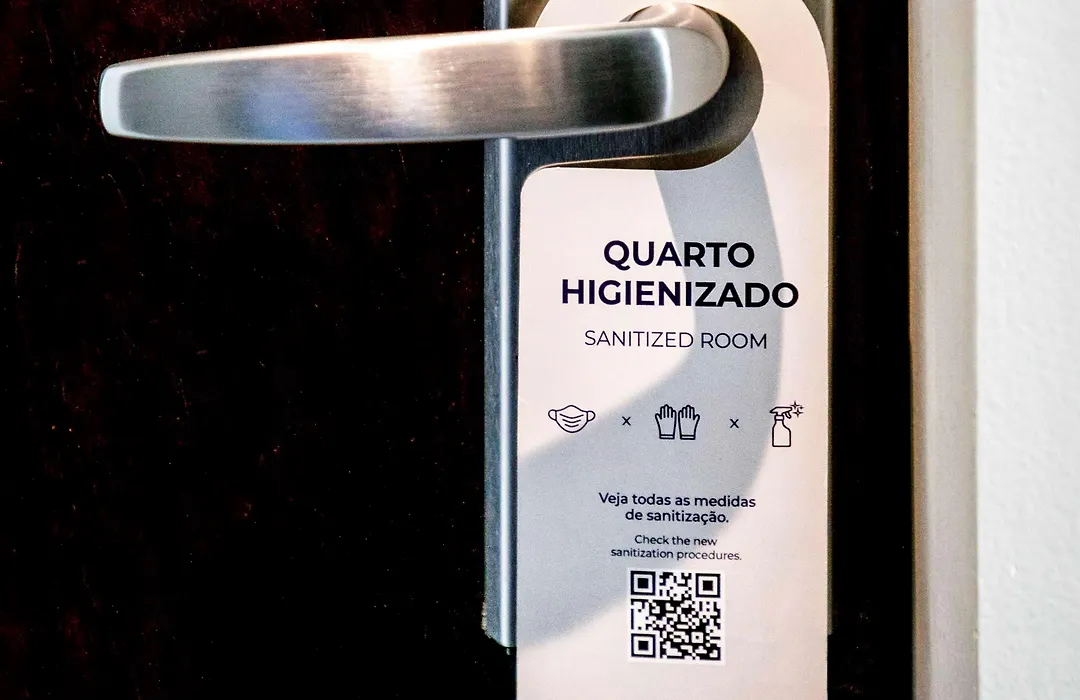 QUARTO
HIGIENIZADO
SANITIZED ROOM
x x
Veja todas as medidas
de sanitização.
Check the new
sanitization procedures.